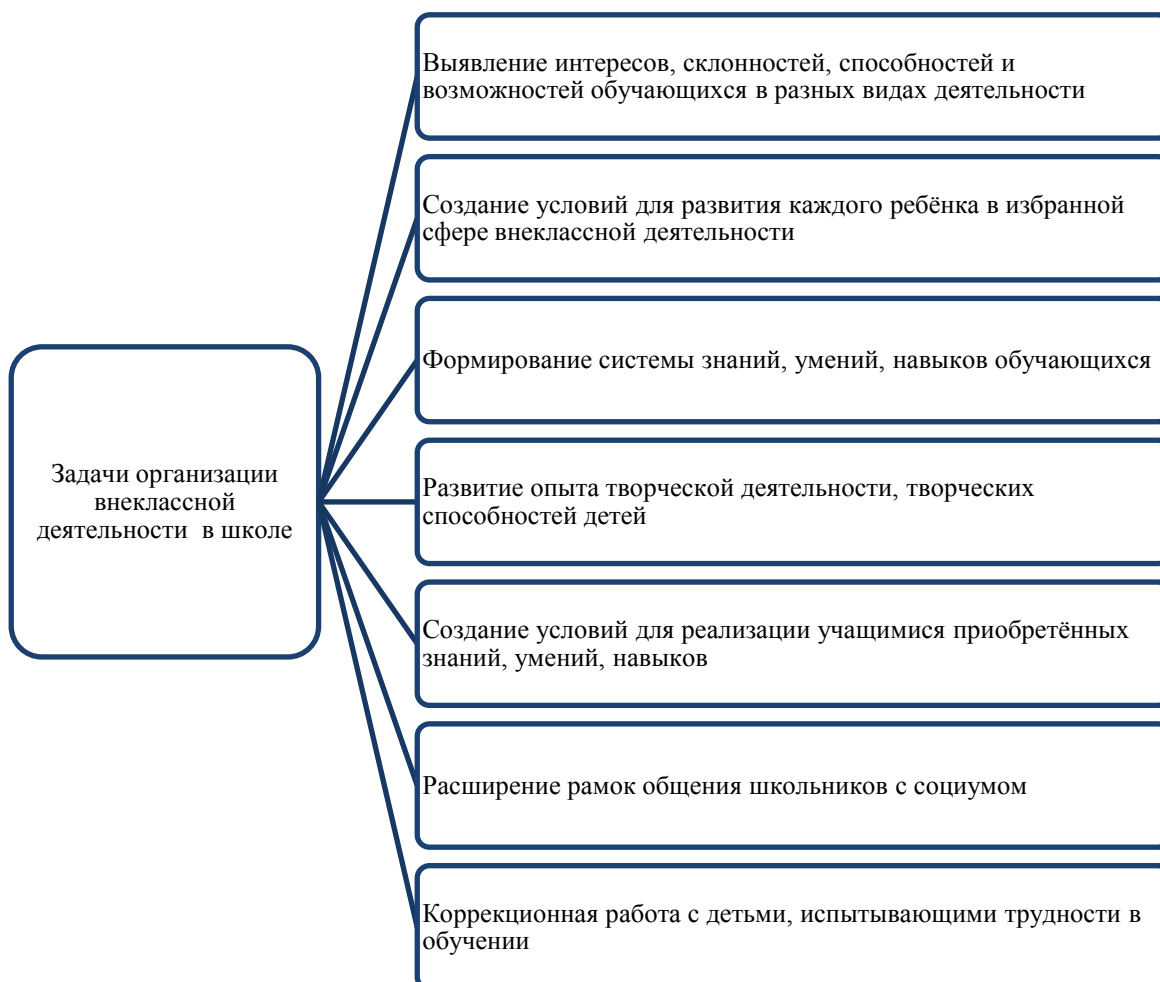 Задачи организации
внеклассной
деятельности в школе
Выявление интересов, склонностей, способностей и
возможностей обучающихся в разных видах деятельности
Создание условий для развития каждого ребёнка в избранной
сфере внеклассной деятельности
Формирование системы знаний, умений, навыков обучающихся
Развитие опыта творческой деятельности, творческих
способностей детей
Создание условий для реализации учащимися приобретённых
знаний, умений, навыков
Расширение рамок общения школьников с социумом
Коррекционная работа с детьми, испытывающими трудности в
обучении